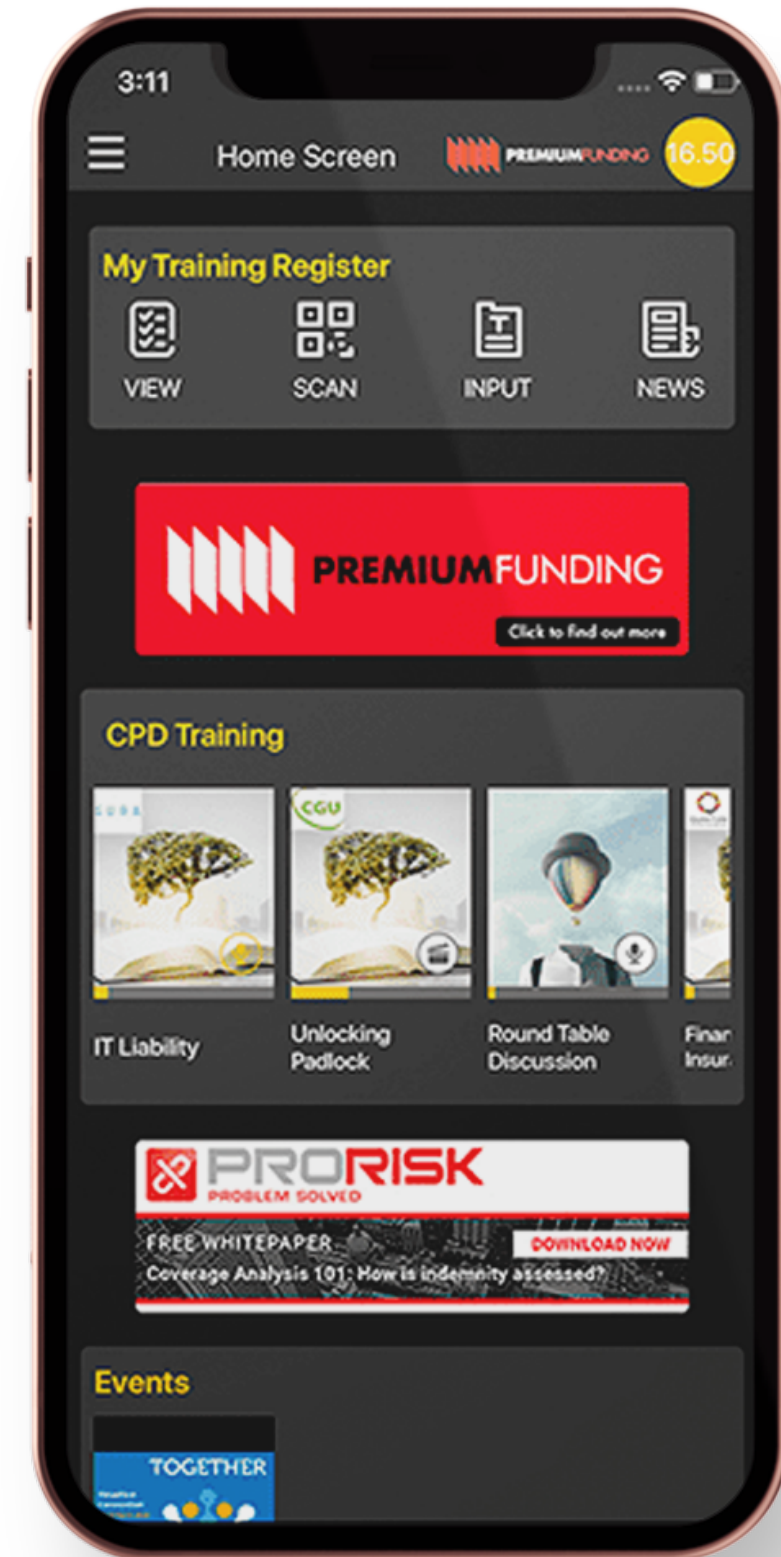 3:11
Home Screen
PREMIUMFUNDING
16.50
My Training Register
VIEW
SCAN
INPUT
NEWS
PREMIUMFUNDING
Click to find out more
CPD Training
CGU
IT Liability
Unlocking
Padlock
Round Table
Discussion
Finan
Insur.
PRORISK
PROBLEM SOLVED
FREE WHITEPAPER
DOWNLOAD NOW
Coverage Analysis 101: How is indemnity assessed?
Events
TOGETHER